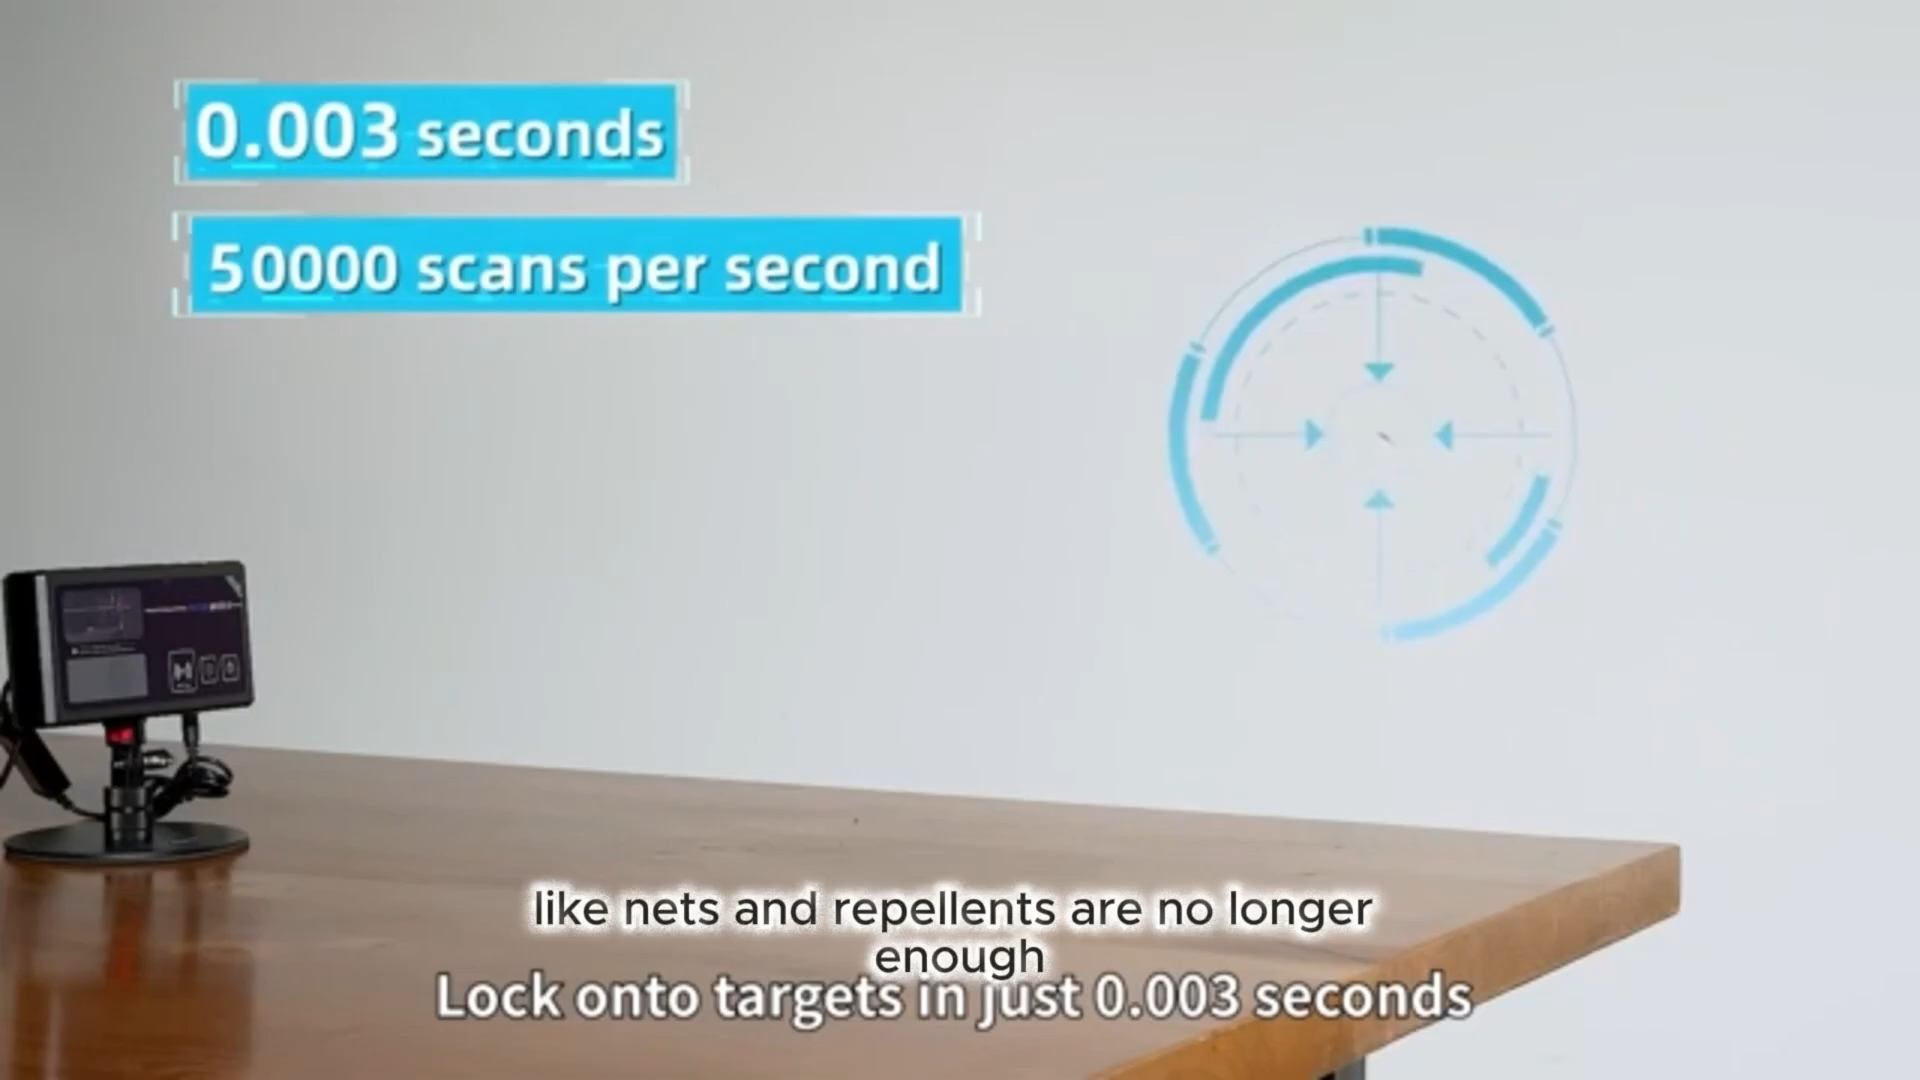 0.003 seconds
50000 scans per second
like nets and repellents are no longer
enough
Lock onto targets in just 0.003 seconds